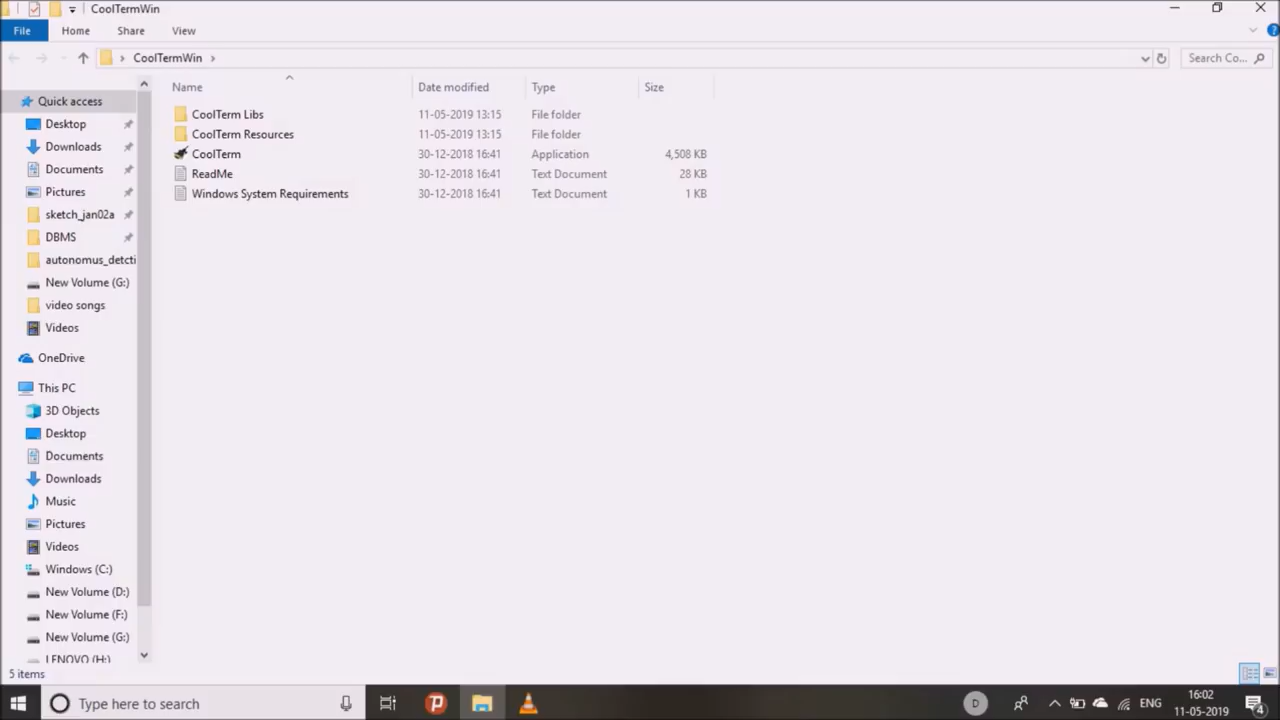 CoolTermWin
File Home Share View
CoolTermWin
Search Co...
Name Date modified Type Size
CoolTerm Libs 11-05-2019 13:15 File folder
CoolTerm Resources 11-05-2019 13:15 File folder
CoolTerm 30-12-2018 16:41 Application 4,508 KB
ReadMe 30-12-2018 16:41 Text Document 28 KB
Windows System Requirements 30-12-2018 16:41 Text Document 1 KB
Quick access
Desktop
Downloads
Documents
Pictures
sketch_jan02a
DBMS
autonomus_detcti
New Volume (G:)
video songs
Videos
OneDrive
This PC
3D Objects
Desktop
Documents
Downloads
Music
Pictures
Videos
Windows (C:)
New Volume (D:)
New Volume (F:)
New Volume (G:)
LENOVO (H:)
5 items
Type here to search
D
ENG
16:02
11-05-2019
4